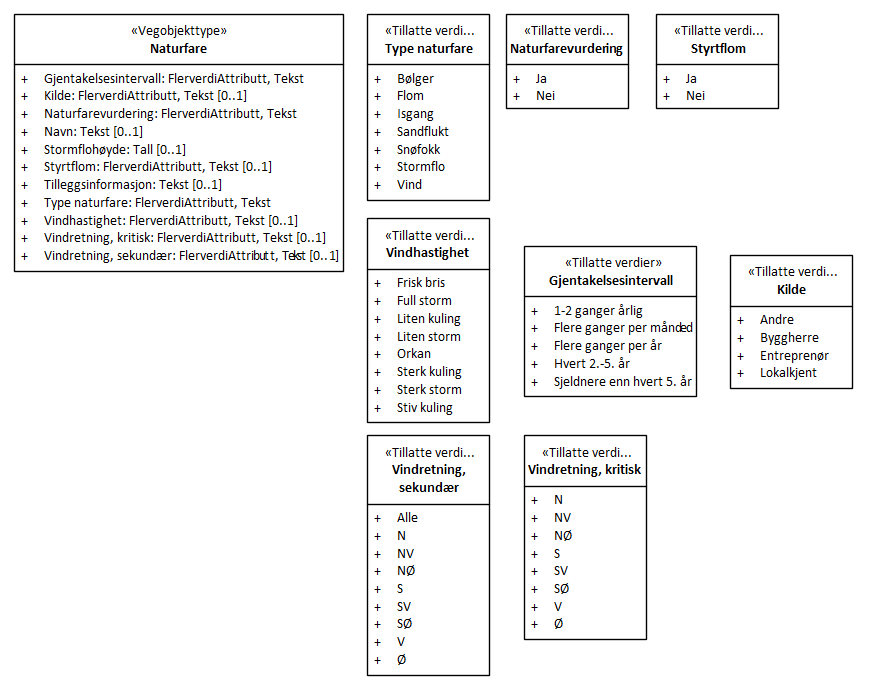 «Vegobjekttype»
Naturfare
+ Gjentakelsesintervall: FlerverdiAttributt, Tekst
+ Kilde: FlerverdiAttributt, Tekst [0..1]
+ Naturfarevurdering: FlerverdiAttributt, Tekst
+ Navn: Tekst [0..1]
+ Stormflohøyde: Tall [0..1]
+ Styrtflom: FlerverdiAttributt, Tekst [0..1]
+ Tilleggsinformasjon: Tekst [0..1]
+ Type naturfare: FlerverdiAttributt, Tekst
+ Vindhastighet: FlerverdiAttributt, Tekst [0..1]
+ Vindretning, kritisk: FlerverdiAttributt, Tekst [0..1]
+ Vindretning, sekundær: FlerverdiAttributt, Tekst [0..1]
«Tillatte verdi...
Type naturfare
+ Bølger
+ Flom
+ Isgang
+ Sandflukt
+ Snøfokk
+ Stormflo
+ Vind
«Tillatte verdi...
Naturfarevurdering
+ Ja
+ Nei
«Tillatte verdi...
Styrtflom
+ Ja
+ Nei
«Tillatte verdi...
Vindhastighet
+ Frisk bris
+ Full storm
+ Liten kuling
+ Liten storm
+ Orkan
+ Sterk kuling
+ Sterk storm
+ Stiv kuling
«Tillatte verdier»
Gjentakelsesintervall
+ 1-2 ganger årlig
+ Flere ganger per månded
+ Flere ganger per år
+ Hvert 2.-5. år
+ Sjeldnere enn hvert 5. år
«Tillatte verdi...
Kilde
+ Andre
+ Byggherre
+ Entreprenør
+ Lokalkjent
«Tillatte verdi...
Vindretning,
sekundær
+ Alle
+ N
+ NV
+ NØ
+ S
+ SV
+ SØ
+ V
+ Ø
«Tillatte verdi...
Vindretning, kritisk
+ N
+ NV
+ NØ
+ S
+ SV
+ SØ
+ V
+ Ø